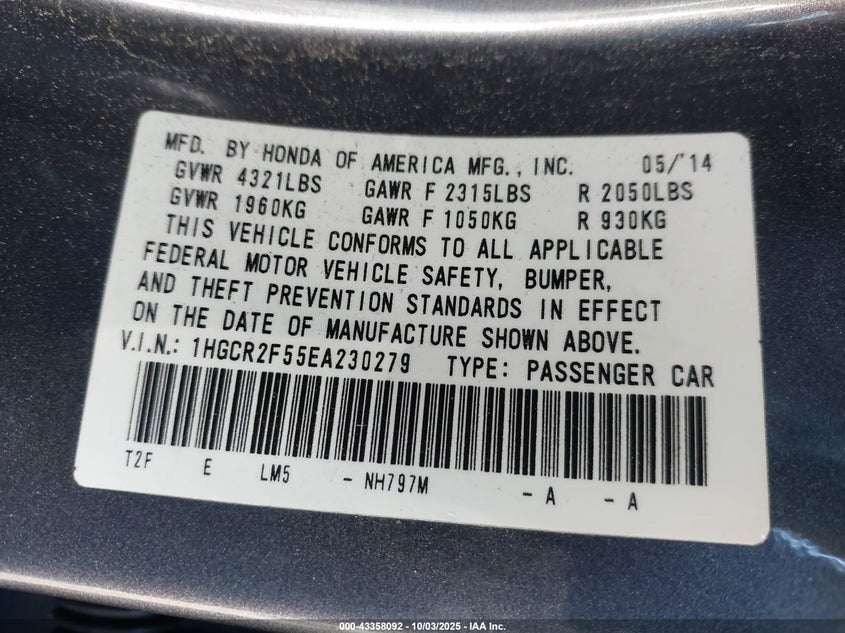 MFD. BY HONDA OF AMERICA MFG., INC. 05/'14
GVWR 4321LBS GAWR F 2315LBS R 2050LBS
GVWR 1960KG GAWR F 1050KG R 930KG
THIS VEHICLE CONFORMS TO ALL APPLICABLE
FEDERAL MOTOR VEHICLE SAFETY, BUMPER,
AND THEFT PREVENTION STANDARDS IN EFFECT
ON THE DATE OF MANUFACTURE SHOWN ABOVE.
V.I.N.: 1HGCR2F55EA230279 TYPE: PASSENGER CAR
T2F E LM5 - NH797M - A - A
000-43358092 - 10/03/2025 - IAA Inc.